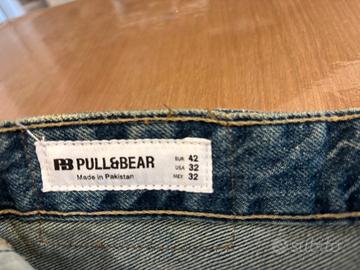 PB PULL&BEAR
Made in Pakistan
EUR 42
USA 32
MEX 32
subito